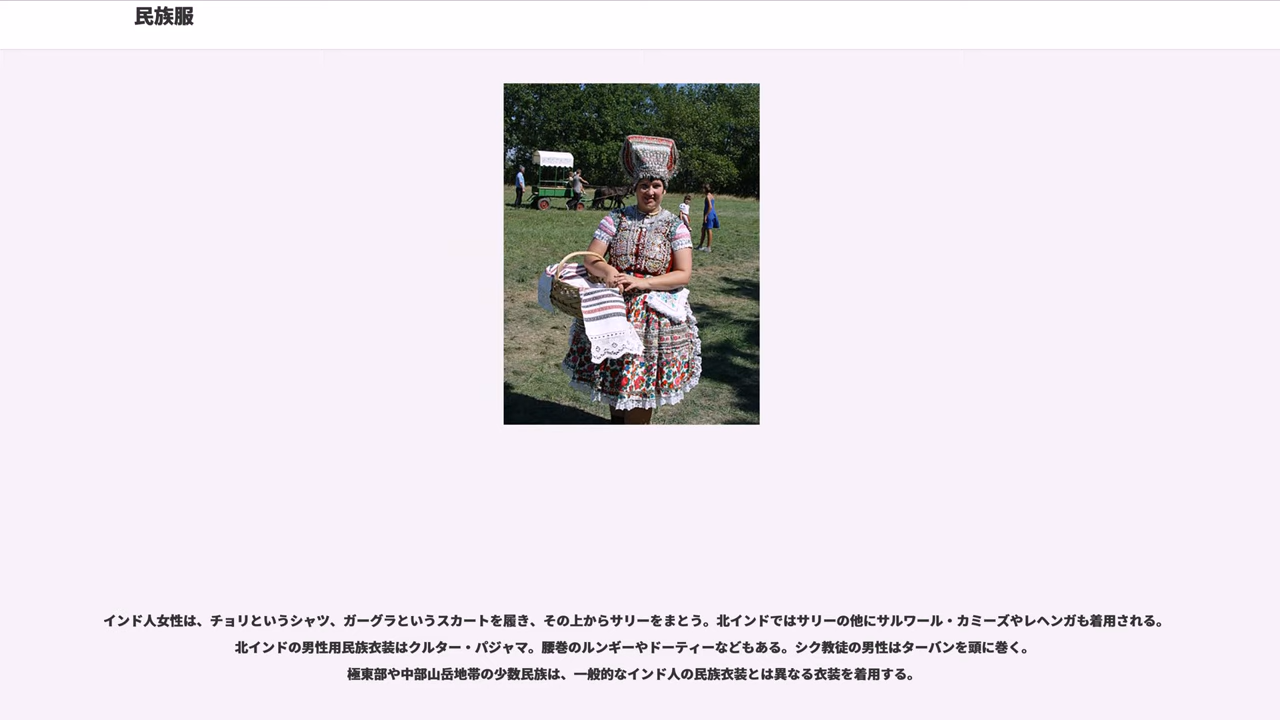 民族服
インド人女性は、チョリというシャツ、ガーグラというスカートを履き、その上からサリーをまとう。北インドではサリーの他にサルワール・カミーズやレヘンガも着用される。
北インドの男性用民族衣装はクルター・パジャマ。腰巻のルンギーやドーティーなどもある。シク教徒の男性はターバンを頭に巻く。
極東部や中部山岳地帯の少数民族は、一般的なインド人の民族衣装とは異なる衣装を着用する。